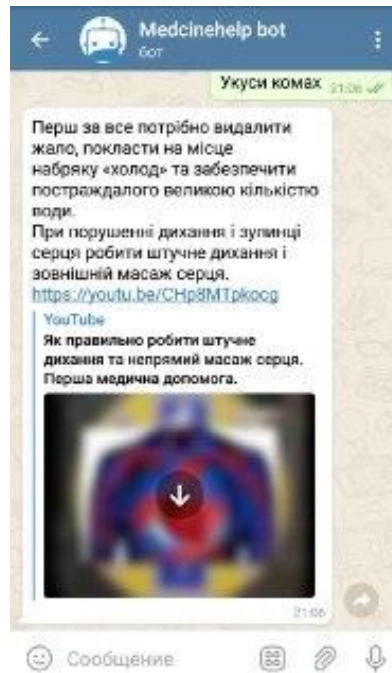 Medcinehelp bot
бот
Укуси комах 21:06
Перш за все потрібно видалити
жало, покласти на місце
набряку «холод» та забезпечити
постраждалого великою кількістю
води.
При порушенні дихання і зупинці
серця робити штучне дихання і
зовнішній масаж серця.
https://youtu.be/CHp8MTpkocg
YouTube
Як правильно робити штучне
дихання та непрямий масаж серця.
Перша медична допомога.
21:06
Сообщение